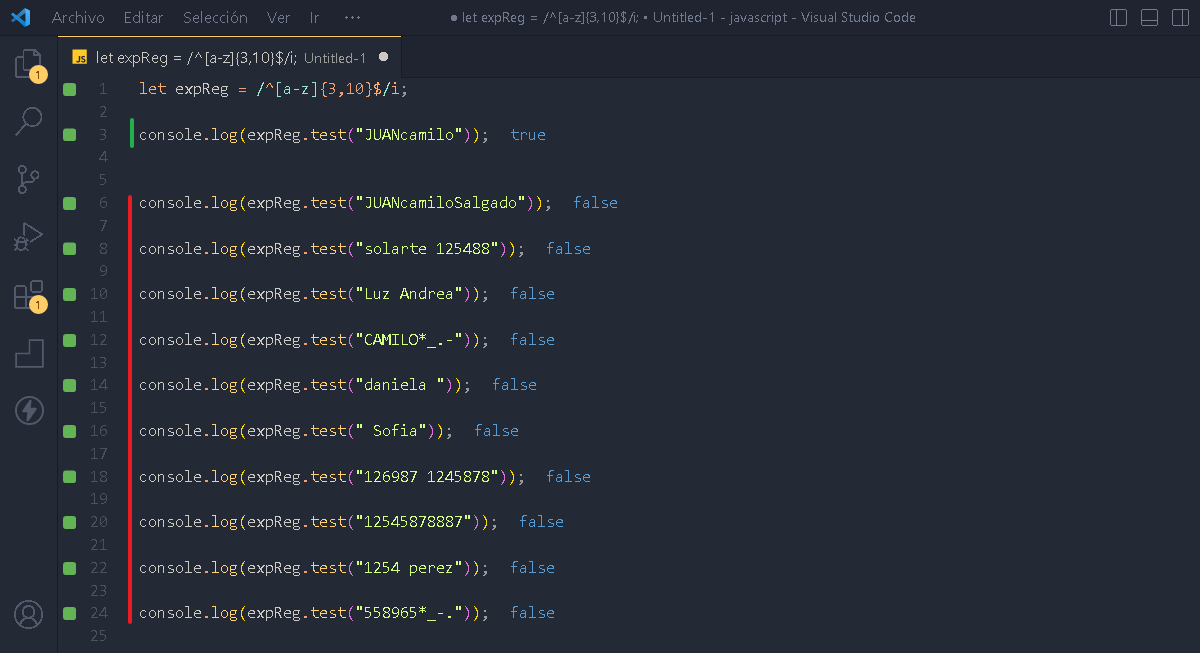 Archivo Editar Selección Ver Ir ··· ● let expReg = /^[a-z]{3,10}$/i; • Untitled-1 - javascript - Visual Studio Code
JS let expReg = /^[a-z]{3,10}$/i; Untitled-1 ●
1 let expReg = /^[a-z]{3,10}$/i;
2
3 console.log(expReg.test("JUANcamilo")); true
4
5
6 console.log(expReg.test("JUANcamiloSalgado")); false
7
8 console.log(expReg.test("solarte 125488")); false
9
10 console.log(expReg.test("Luz Andrea")); false
11
12 console.log(expReg.test("CAMILO*_.-")); false
13
14 console.log(expReg.test("daniela ")); false
15
16 console.log(expReg.test(" Sofia")); false
17
18 console.log(expReg.test("126987 1245878")); false
19
20 console.log(expReg.test("12545878887")); false
21
22 console.log(expReg.test("1254 perez")); false
23
24 console.log(expReg.test("558965*_-.")); false
25
1
1